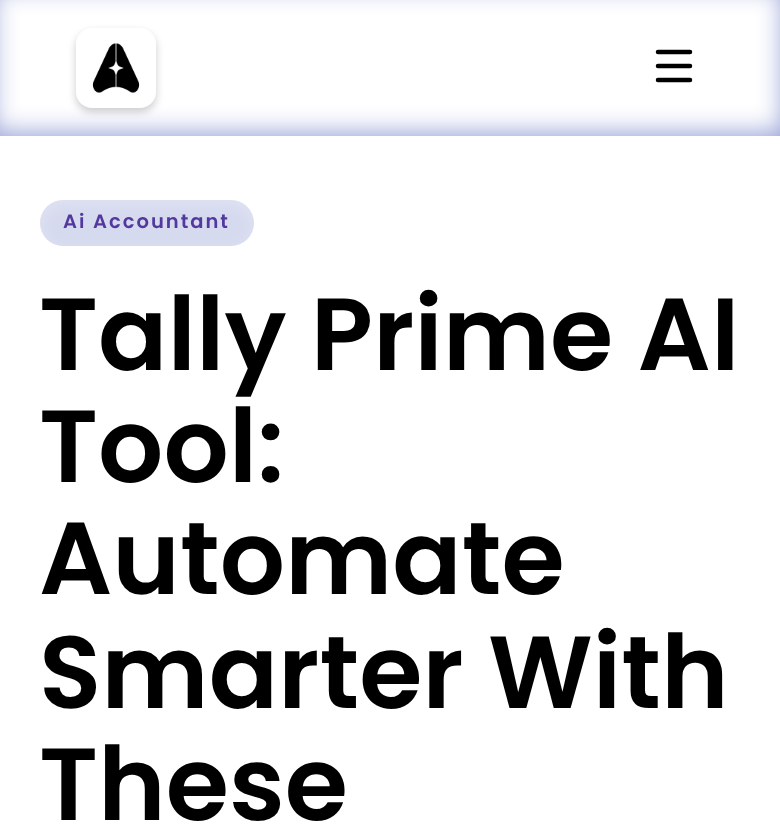 Ai Accountant
Tally Prime AI
Tool:
Automate
Smarter With
These